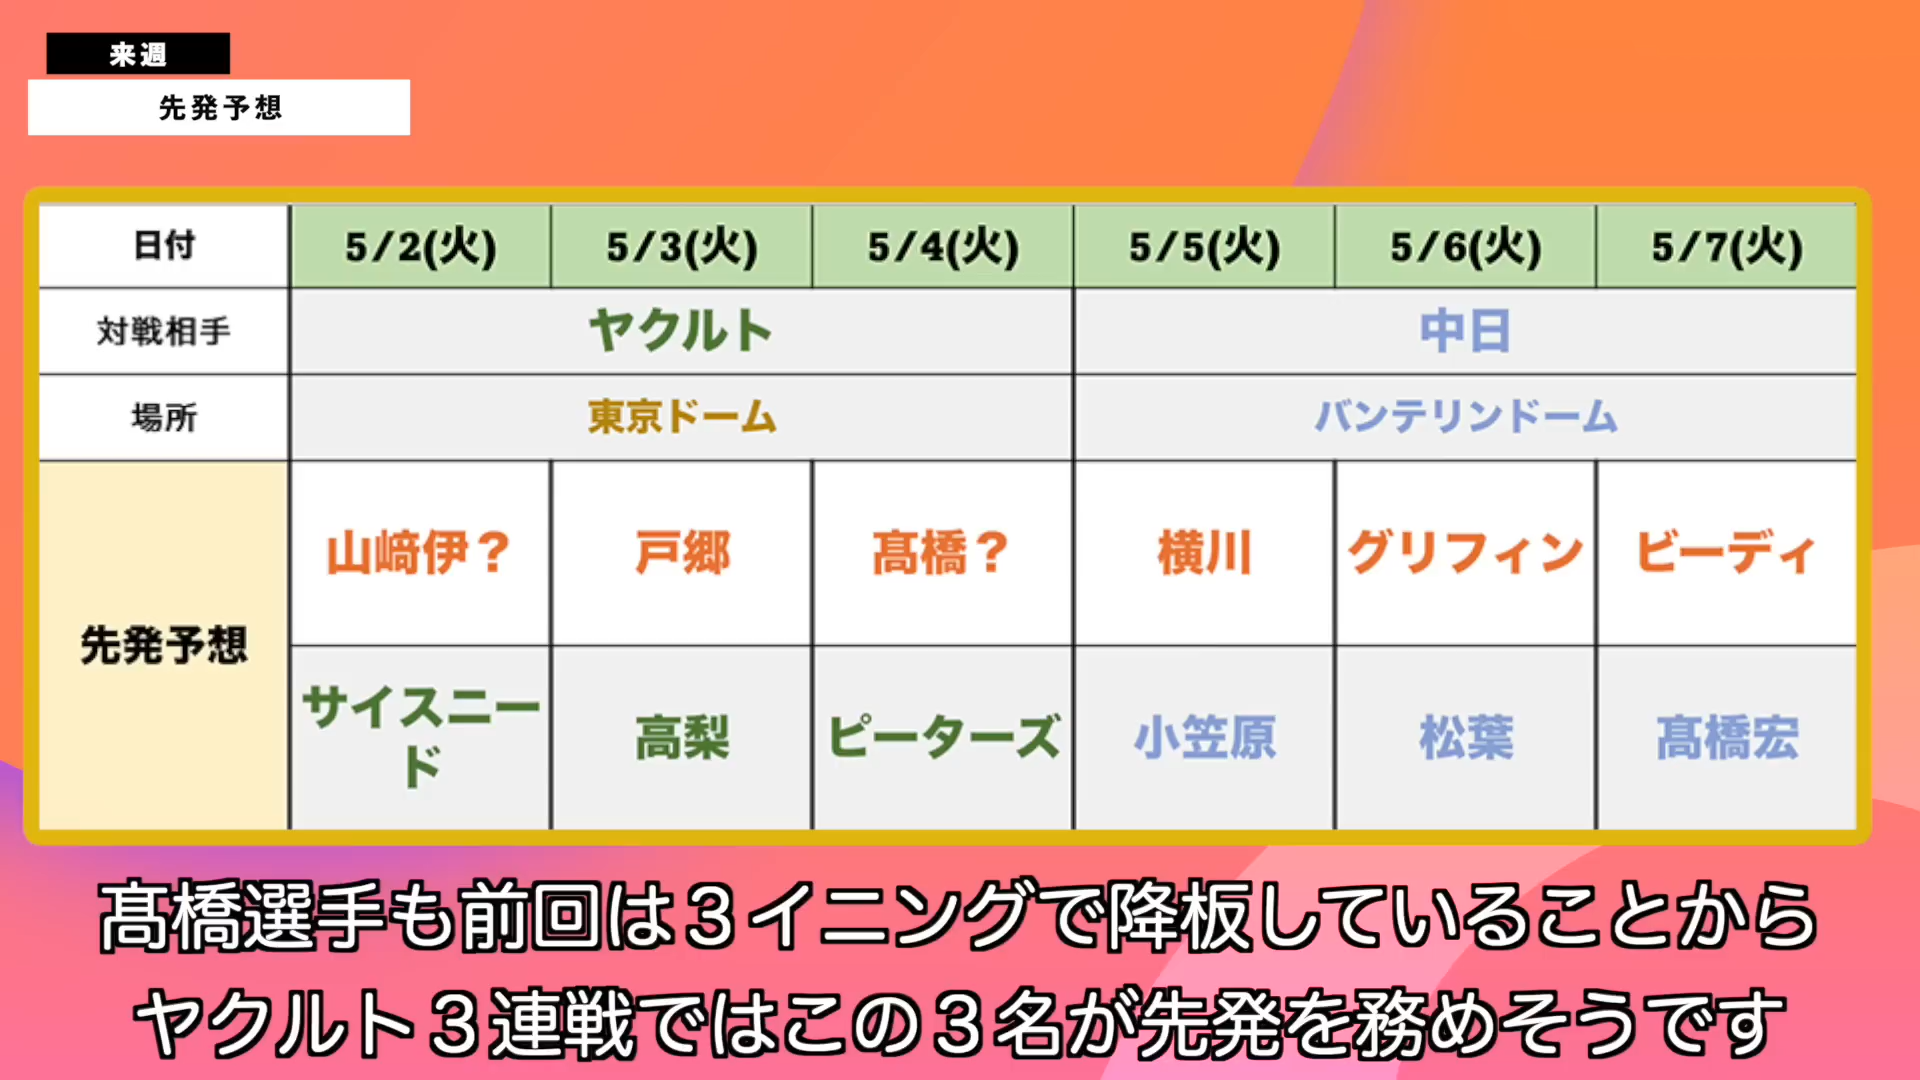 来週
先発予想
日付 5/2(火) 5/3(火) 5/4(火) 5/5(火) 5/6(火) 5/7(火)
対戦相手 ヤクルト 中日
場所 東京ドーム バンテリンドーム
先発予想
山﨑伊？ 戸郷 髙橋？ 横川 グリフィン ビーディ
サイスニー
ド
高梨 ピーターズ 小笠原 松葉 髙橋宏
髙橋選手も前回は３イニングで降板していることから
ヤクルト３連戦ではこの３名が先発を務めそうです